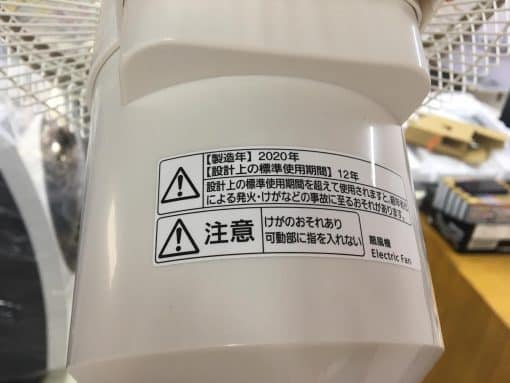 【製造年】2020年
【設計上の標準使用期間】12年
設計上の標準使用期間を超えて使用されますと、経年劣化
による発火・けがなどの事故に至るおそれがあります。
注意
けがのおそれあり
可動部に指を入れない
扇風機
Electric Fan